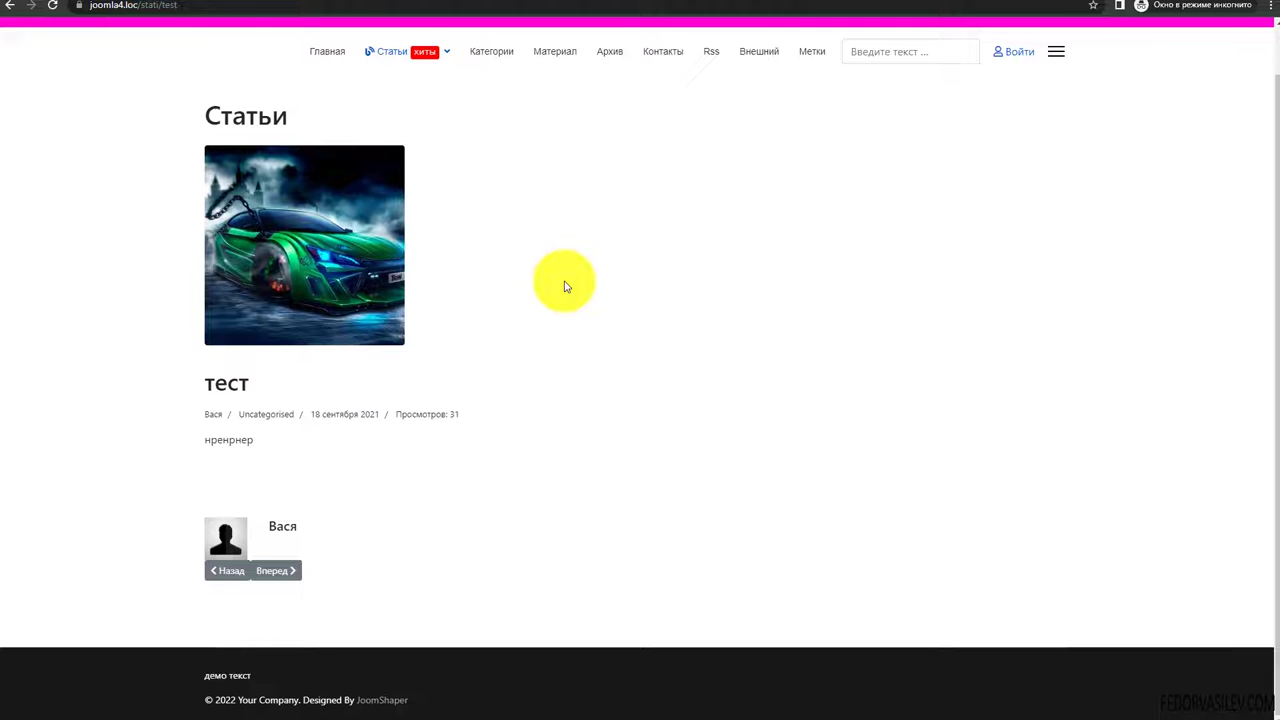 joomla4.loc/stati/test
Окно в режиме инкогнито
Главная Статьи ХИТЫ Категории Материал Архив Контакты Rss Внешний Метки Введите текст ... Войти
Статьи
тест
Вася / Uncategorised / 18 сентября 2021 / Просмотров: 31
нренрнер
Вася
Назад Вперед
демо текст
© 2022 Your Company. Designed By JoomShaper
FEDORVASILEV.COM